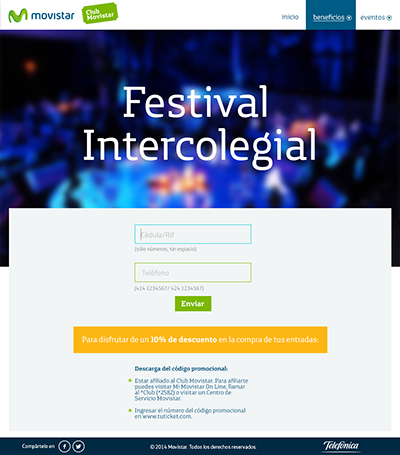 movistar
Club
Movistar
inicio
beneficios
eventos
Festival
Intercolegial
Cédula/Rif
(sólo números, sin espacio)
Teléfono
(414 1234567/ 424 1234567)
Enviar
Para disfrutar de un 10% de descuento en la compra de tus entradas:
Descarga del código promocional:
Estar afiliado al Club Movistar. Para afiliarte
puedes visitar Mi Movistar On Line, llamar
al *Club (*2582) o visitar un Centro de
Servicio Movistar.
Ingresar el número del código promocional
en www.tuticket.com.
Compártelo en
© 2014 Movistar. Todos los derechos reservados.
Telefónica